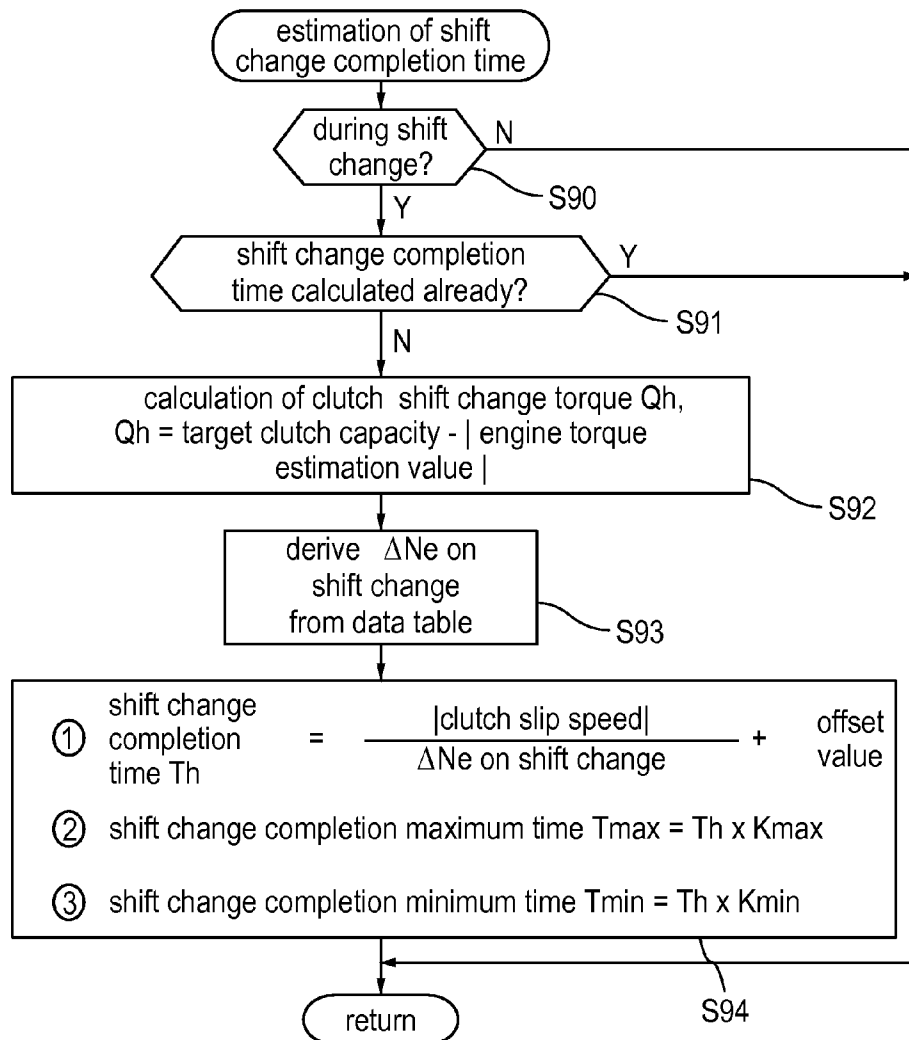 estimation of shift
change completion time
during shift
change?
N
S90
Y
shift change completion
time calculated already?
Y
S91
N
calculation of clutch shift change torque Qh,
Qh = target clutch capacity - | engine torque
estimation value |
S92
derive ΔNe on
shift change
from data table
S93
① shift change
completion
time Th
=
|clutch slip speed|
ΔNe on shift change
+
offset
value
② shift change completion maximum time Tmax = Th x Kmax
③ shift change completion minimum time Tmin = Th x Kmin
S94
return